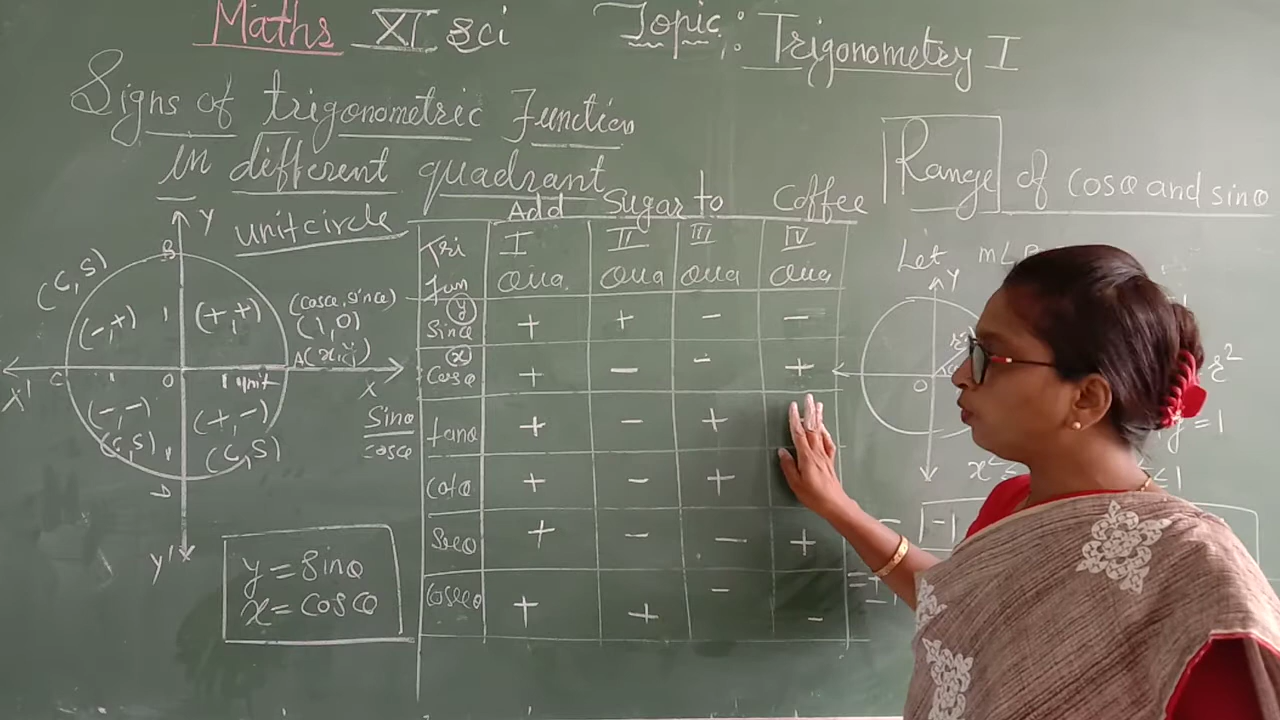 Maths XI sci Topic : Trigonometry I
Signs of trigonometric Function
in different quadrant
unit circle
Y
B
(C, S)
(-,+) (+,+)
(cosθ, sinθ)
(1, 0)
A(x,y)
X' C O 1 unit X
(-,-) (+,-)
(C,S) (C,S)
D
Y'
y = sinθ
x = cosθ
Add Sugar to Coffee
Tri Fun I Qua. II Qua III Qua IV Qua
(y) Sinθ + + - -
(x) Cosθ + - - +
Sinθ/cosθ tanθ + - +
Cotθ + - +
Secθ + - - +
Cosecθ + + - -
Range of cosθ and sinθ
Let
Y
O
= 1